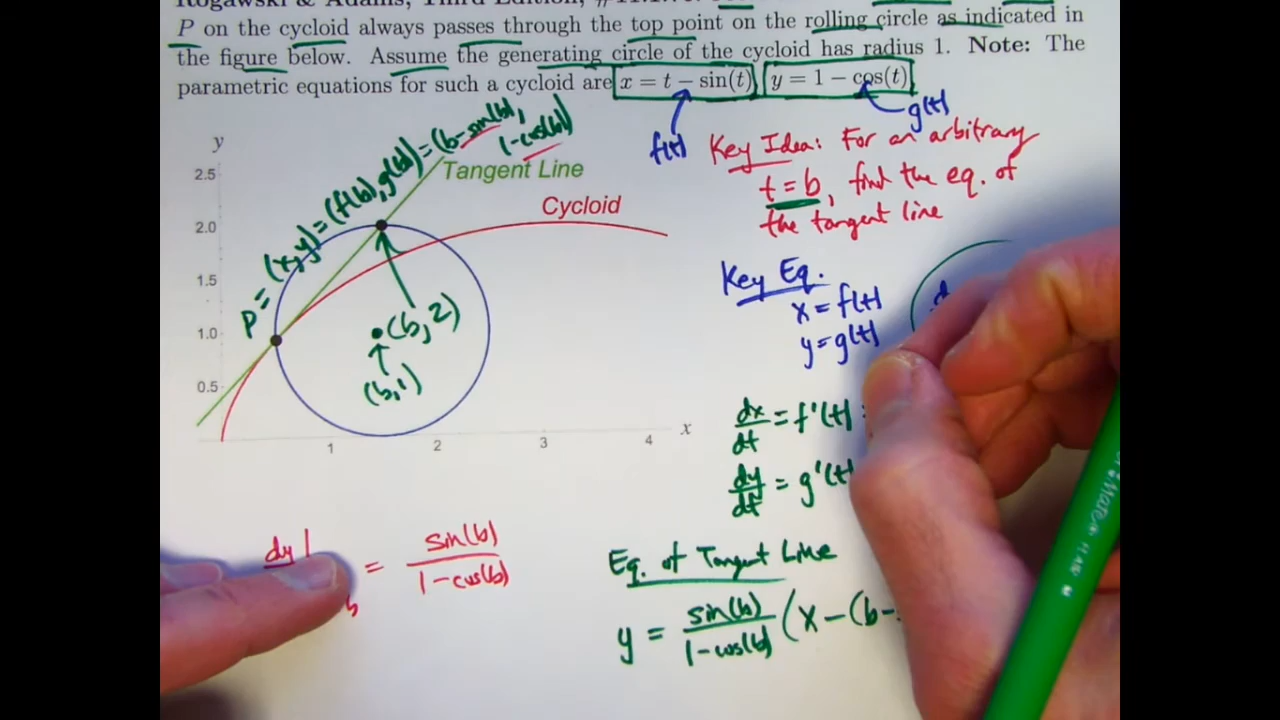 P on the cycloid always passes through the top point on the rolling circle as indicated in
the figure below. Assume the generating circle of the cycloid has radius 1. Note: The
parametric equations for such a cycloid are x = t − sin(t), y = 1 − cos(t)
f(t)
g(t)
Key Idea: For an arbitrary
t = b, find the eq. of
the tangent line
y
2.5
2.0
1.5
1.0
0.5
1
2
3
4
x
P = (x,y) = (f(b), g(b)) = (b-sin(b),
1-cos(b))
Tangent Line
Cycloid
(b,2)
(b,1)
Key Eq.
x = f(t)
y = g(t)
dx/dt = f'(t)
dy/dt = g'(t)
dy
b
= sin(b)/1-cos(b)
Eq. of Tangent Line
y = sin(b)/1-cos(b) (x-(b-